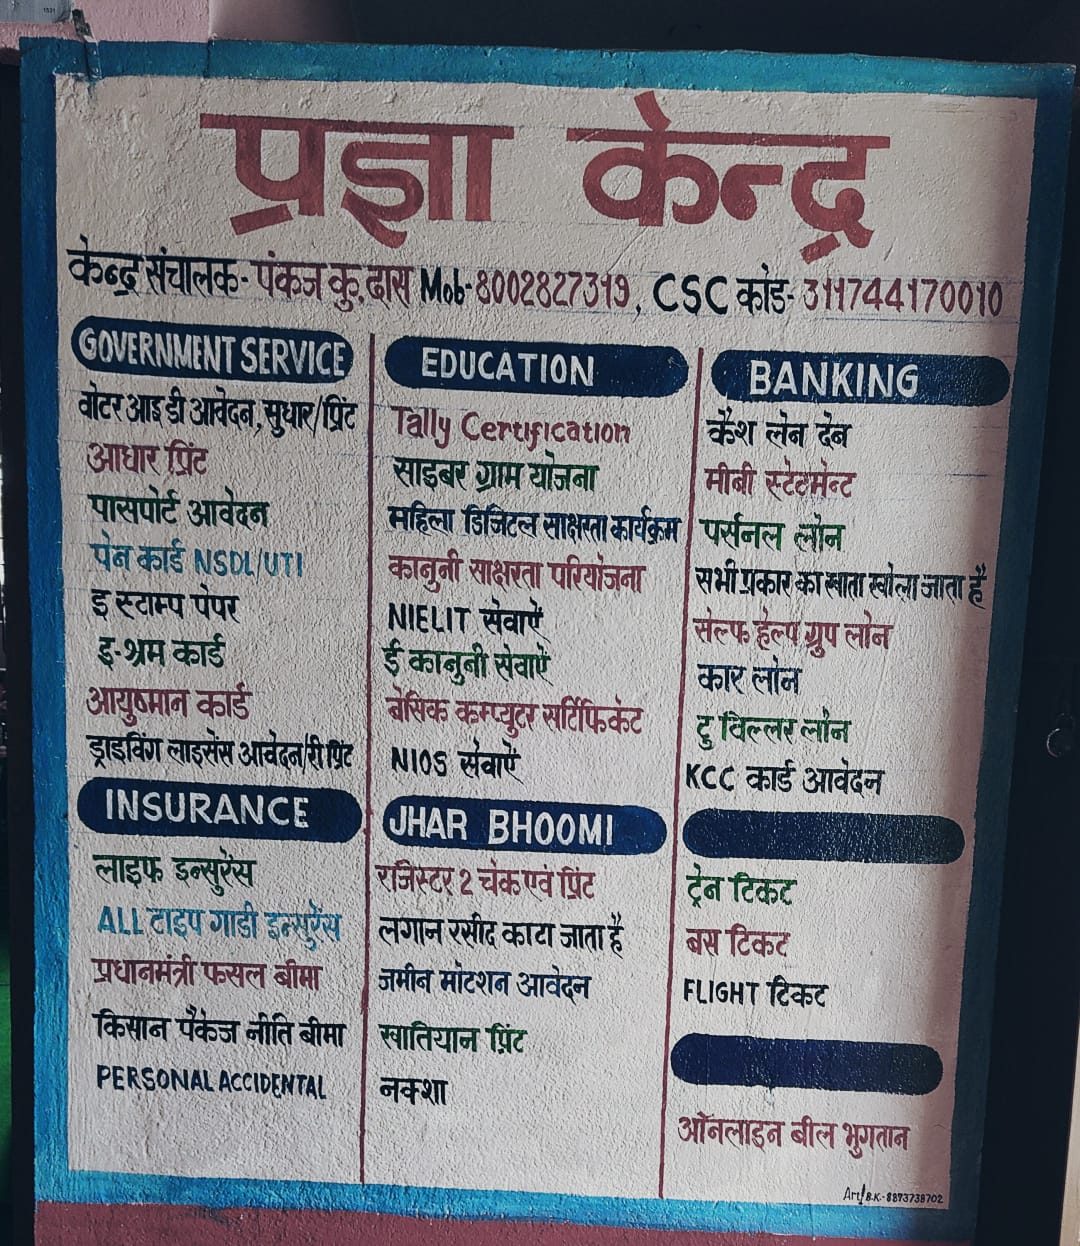 प्रज्ञा केन्द्र
केन्द्र संचालक- पंकज कु. दास Mob-8002827319, CSC कोड- 311744170010
GOVERNMENT SERVICE
वोटर आइ डी आवेदन, सुधार/प्रिंट
आधार प्रिंट
पासपोर्ट आवेदन
पेन कार्ड NSDL/UTI
इ स्टाम्प पेपर
इ-श्रम कार्ड
आयुष्मान कार्ड
ड्राइविंग लाइसेंस आवेदन/री प्रिंट
INSURANCE
लाइफ इन्सुरेंस
ALL टाइप गाडी इन्सुरेंस
प्रधानमंत्री फसल बीमा
किसान पैकेज नीति बीमा
PERSONAL ACCIDENTAL
EDUCATION
Tally Certification
साइबर ग्राम योजना
महिला डिजिटल साक्षरता कार्यक्रम
कानुनी साक्षरता परियोजना
NIELIT सेवाऐं
ई कानुनी सेवाऐं
बेसिक कम्प्युटर सर्टिफिकेट
NIOS सेवाऐं
JHAR BHOOMI
रजिस्टर 2 चेक एवं प्रिंट
लगान रसीद काटा जाता है
जमीन मोटेशन आवेदन
खातियान प्रिंट
नक्शा
BANKING
कैश लेन देन
मीनी स्टेटमेन्ट
पर्सनल लोन
सभी प्रकार का खाता खोला जाता है
सेल्फ हेल्प ग्रुप लोन
कार लोन
टु विल्लर लोन
KCC कार्ड आवेदन
ट्रेन टिकट
बस टिकट
FLIGHT टिकट
ऑनलाइन बील भुगतान
Art/ B.K.-8873738702